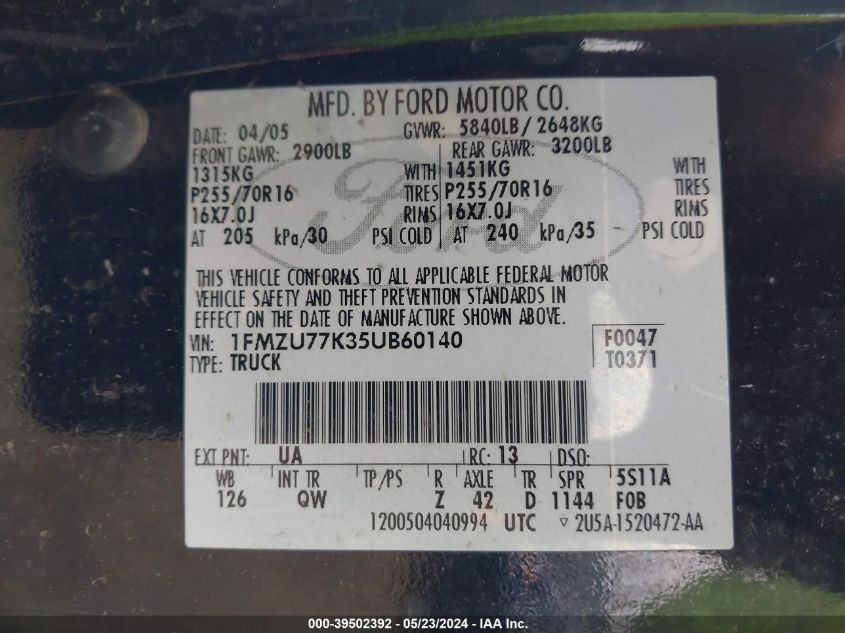 MFD. BY FORD MOTOR CO.
DATE: 04/05 GVWR: 5840LB/ 2648KG
FRONT GAWR: 2900LB REAR GAWR: 3200LB
1315KG WITH 1451KG WITH
P255/70R16 TIRES P255/70R16 TIRES
16X7.0J RIMS 16X7.0J RIMS
AT 205 kPa/30 PSI COLD AT 240 kPa/35 PSI COLD
Ford
THIS VEHICLE CONFORMS TO ALL APPLICABLE FEDERAL MOTOR
VEHICLE SAFETY AND THEFT PREVENTION STANDARDS IN
EFFECT ON THE DATE OF MANUFACTURE SHOWN ABOVE.
VIN: 1FMZU77K35UB60140 F0047
TYPE: TRUCK T0371
EXT PNT: UA RC: 13 DSO:
WB INT TR TP/PS R AXLE TR SPR 5S11A
126 QW Z 42 D 1144 FOB
1200504040994 UTC ▽ 2U5A-1520472-AA
000-39502392 - 05/23/2024 - IAA Inc.